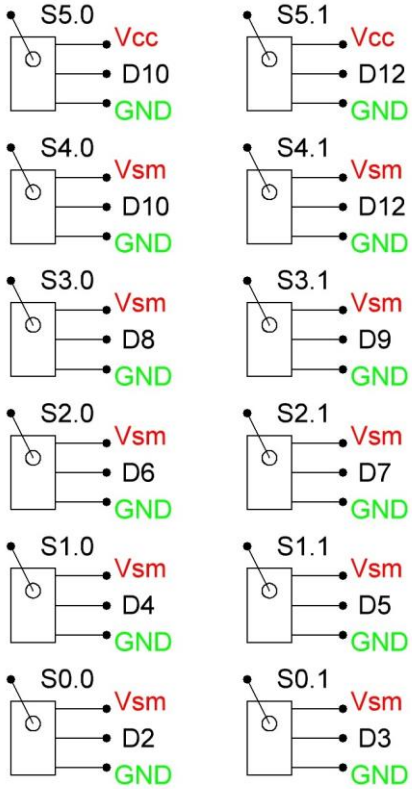 S5.0 S5.1
Vcc Vcc
D10 D12
GND GND
S4.0 S4.1
Vsm Vsm
D10 D12
GND GND
S3.0 S3.1
Vsm Vsm
D8 D9
GND GND
S2.0 S2.1
Vsm Vsm
D6 D7
GND GND
S1.0 S1.1
Vsm Vsm
D4 D5
GND GND
S0.0 S0.1
Vsm Vsm
D2 D3
GND GND